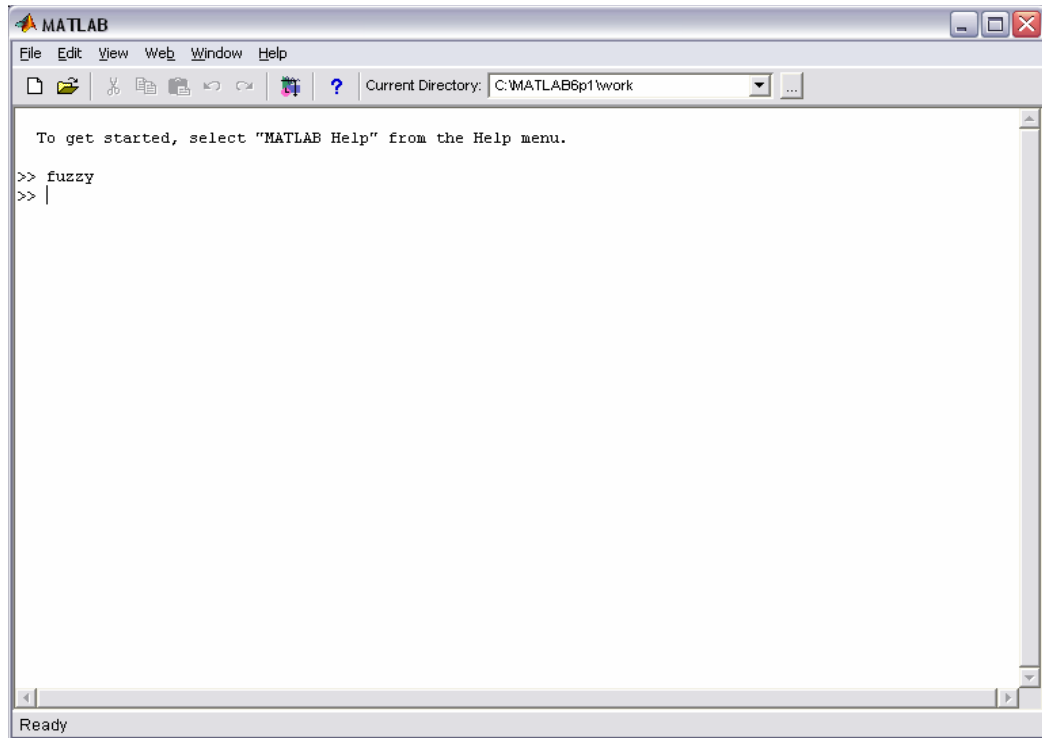 MATLAB
File Edit View Web Window Help
? Current Directory: C:\MATLAB6p1\work ...
To get started, select "MATLAB Help" from the Help menu.
>> fuzzy
>>
Ready